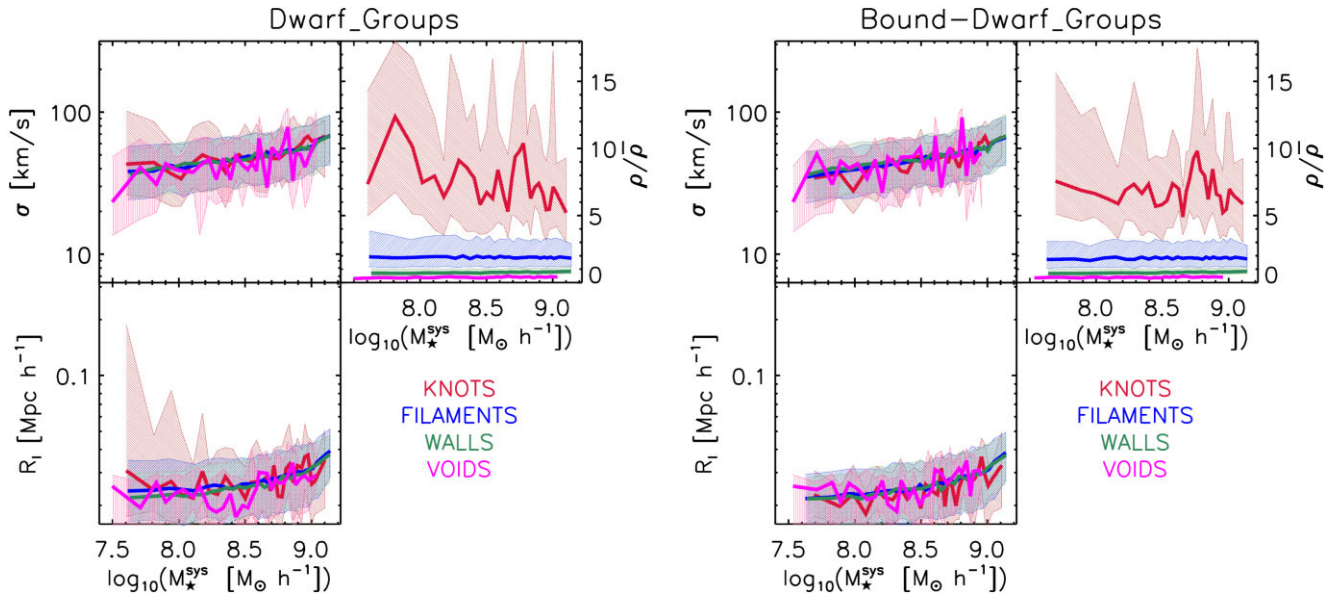 Dwarf_Groups
Bound-Dwarf_Groups
σ [km/s]
100
10
15
10
5
0
ρ/ρ̄
8.0 8.5 9.0
log₁₀(M★ˢʸˢ [M⊙ h⁻¹])
R_I [Mpc h⁻¹]
0.1
7.5 8.0 8.5 9.0
log₁₀(M★ˢʸˢ [M⊙ h⁻¹])
KNOTS
FILAMENTS
WALLS
VOIDS
σ [km/s]
100
10
15
10
5
0
ρ/ρ̄
8.0 8.5 9.0
log₁₀(M★ˢʸˢ [M⊙ h⁻¹])
R_I [Mpc h⁻¹]
0.1
7.5 8.0 8.5 9.0
log₁₀(M★ˢʸˢ [M⊙ h⁻¹])
KNOTS
FILAMENTS
WALLS
VOIDS